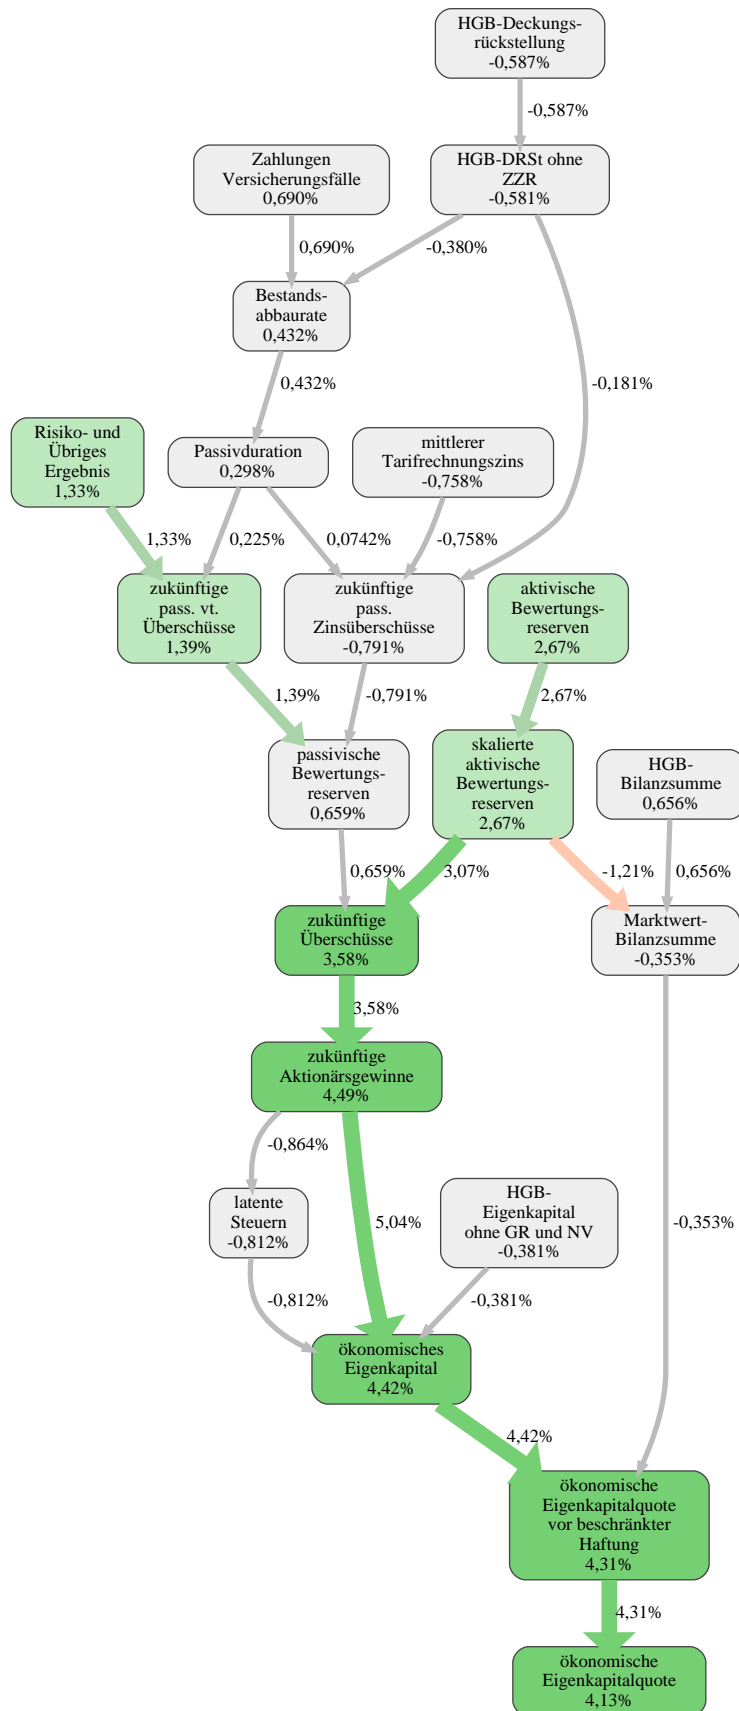 HGB-Deckungs-
rückstellung
-0,587%
-0,587%
Zahlungen
Versicherungsfälle
0,690%
HGB-DRSt ohne
ZZR
-0,581%
0,690%
-0,380%
Bestands-
abbaurate
0,432%
0,432%
-0,181%
Risiko- und
Übriges
Ergebnis
1,33%
Passivduration
0,298%
mittlerer
Tarifrechnungszins
-0,758%
1,33%
0,225%
0,0742%
-0,758%
zukünftige
pass. vt.
Überschüsse
1,39%
zukünftige
pass.
Zinsüberschüsse
-0,791%
aktivische
Bewertungs-
reserven
2,67%
1,39%
-0,791%
2,67%
passivische
Bewertungs-
reserven
0,659%
skalierte
aktivische
Bewertungs-
reserven
2,67%
HGB-
Bilanzsumme
0,656%
0,659%
3,07%
-1,21%
0,656%
zukünftige
Überschüsse
3,58%
Marktwert-
Bilanzsumme
-0,353%
3,58%
zukünftige
Aktionärsgewinne
4,49%
-0,864%
5,04%
latente
Steuern
-0,812%
HGB-
Eigenkapital
ohne GR und NV
-0,381%
-0,353%
-0,812%
-0,381%
ökonomisches
Eigenkapital
4,42%
4,42%
ökonomische
Eigenkapitalquote
vor beschränkter
Haftung
4,31%
4,31%
ökonomische
Eigenkapitalquote
4,13%